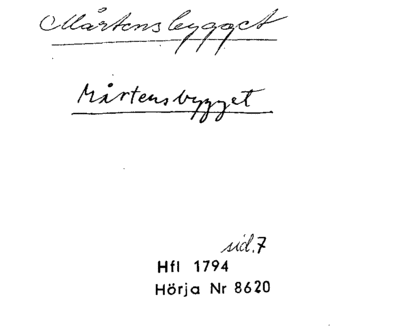 Mårtensbygget
Mårtensbygget
sid. 7
Hfl 1794
Hörja Nr 8620